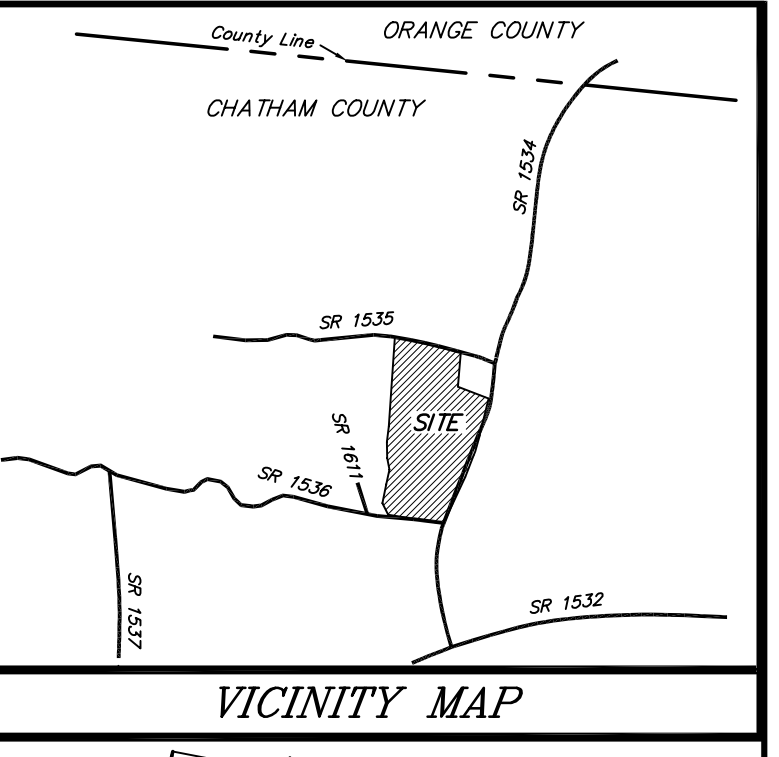 ORANGE COUNTY
County Line
CHATHAM COUNTY
SR 1534
SR 1535
SITE
SR 1611
SR 1536
SR 1537
SR 1532
VICINITY MAP